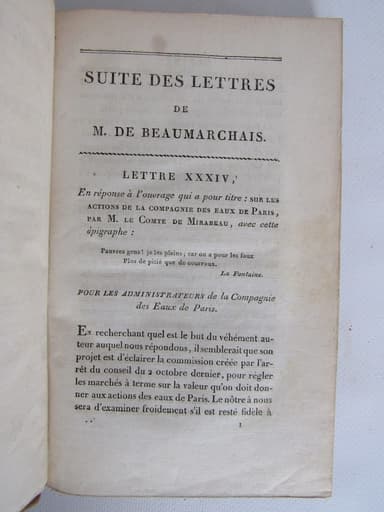 SUITE DES LETTRES
DE
M. DE BEAUMARCHAIS.
LETTRE XXXIV,
En réponse à l'ouvrage qui a pour titre : SUR LES
ACTIONS DE LA COMPAGNIE DES EAUX DE PARIS,
PAR M. LE COMTE DE MIRABEAU, avec cette
épigraphe :
Pauvres gens! je les plains; car on a pour les foux
Plus de pitié que de courroux.
La Fontaine.
POUR LES ADMINISTRATEURS de la Compagnie
des Eaux de Paris.
EN recherchant quel est le but du véhément au-
teur auquel nous répondons, il semblerait que son
projet est d'éclairer la commission créée par l'ar-
rêt du conseil du 2 octobre dernier, pour régler
les marchés à terme sur la valeur qu'on doit don-
ner aux actions des eaux de Paris. Le nôtre à nous
sera d'examiner froidement s'il est resté fidèle à
1